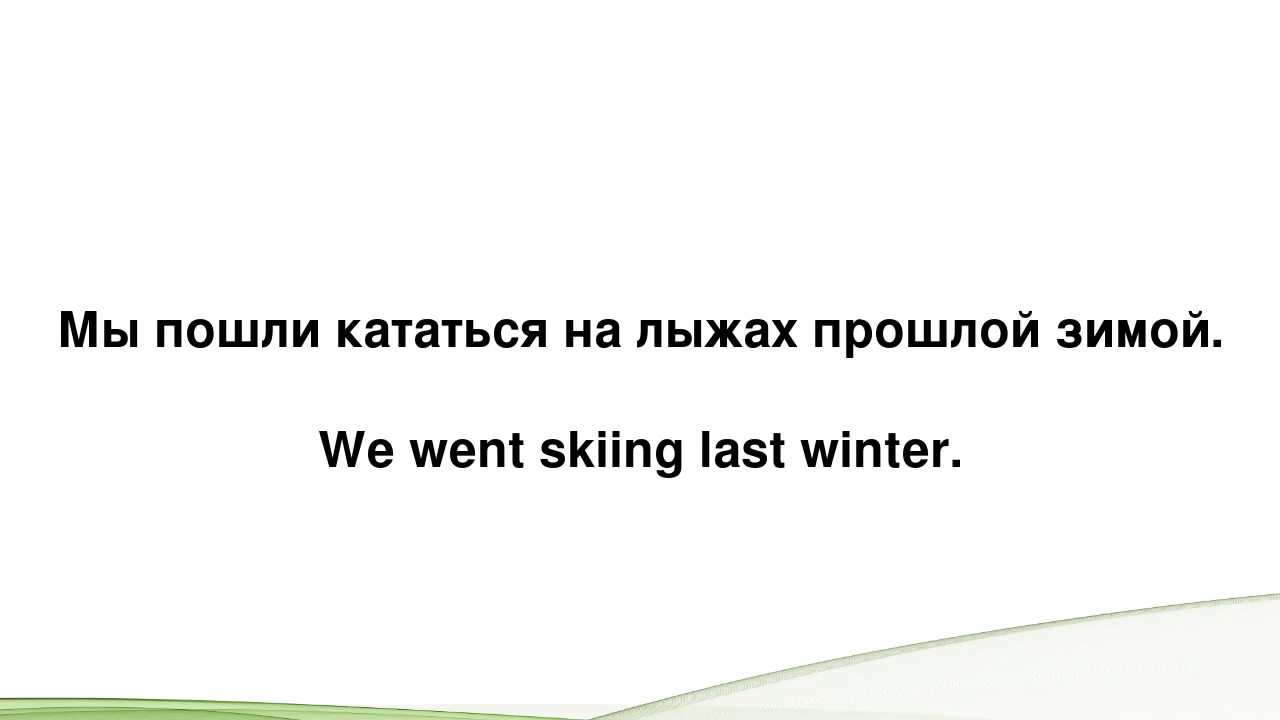 Мы пошли кататься на лыжах прошлой зимой.
We went skiing last winter.